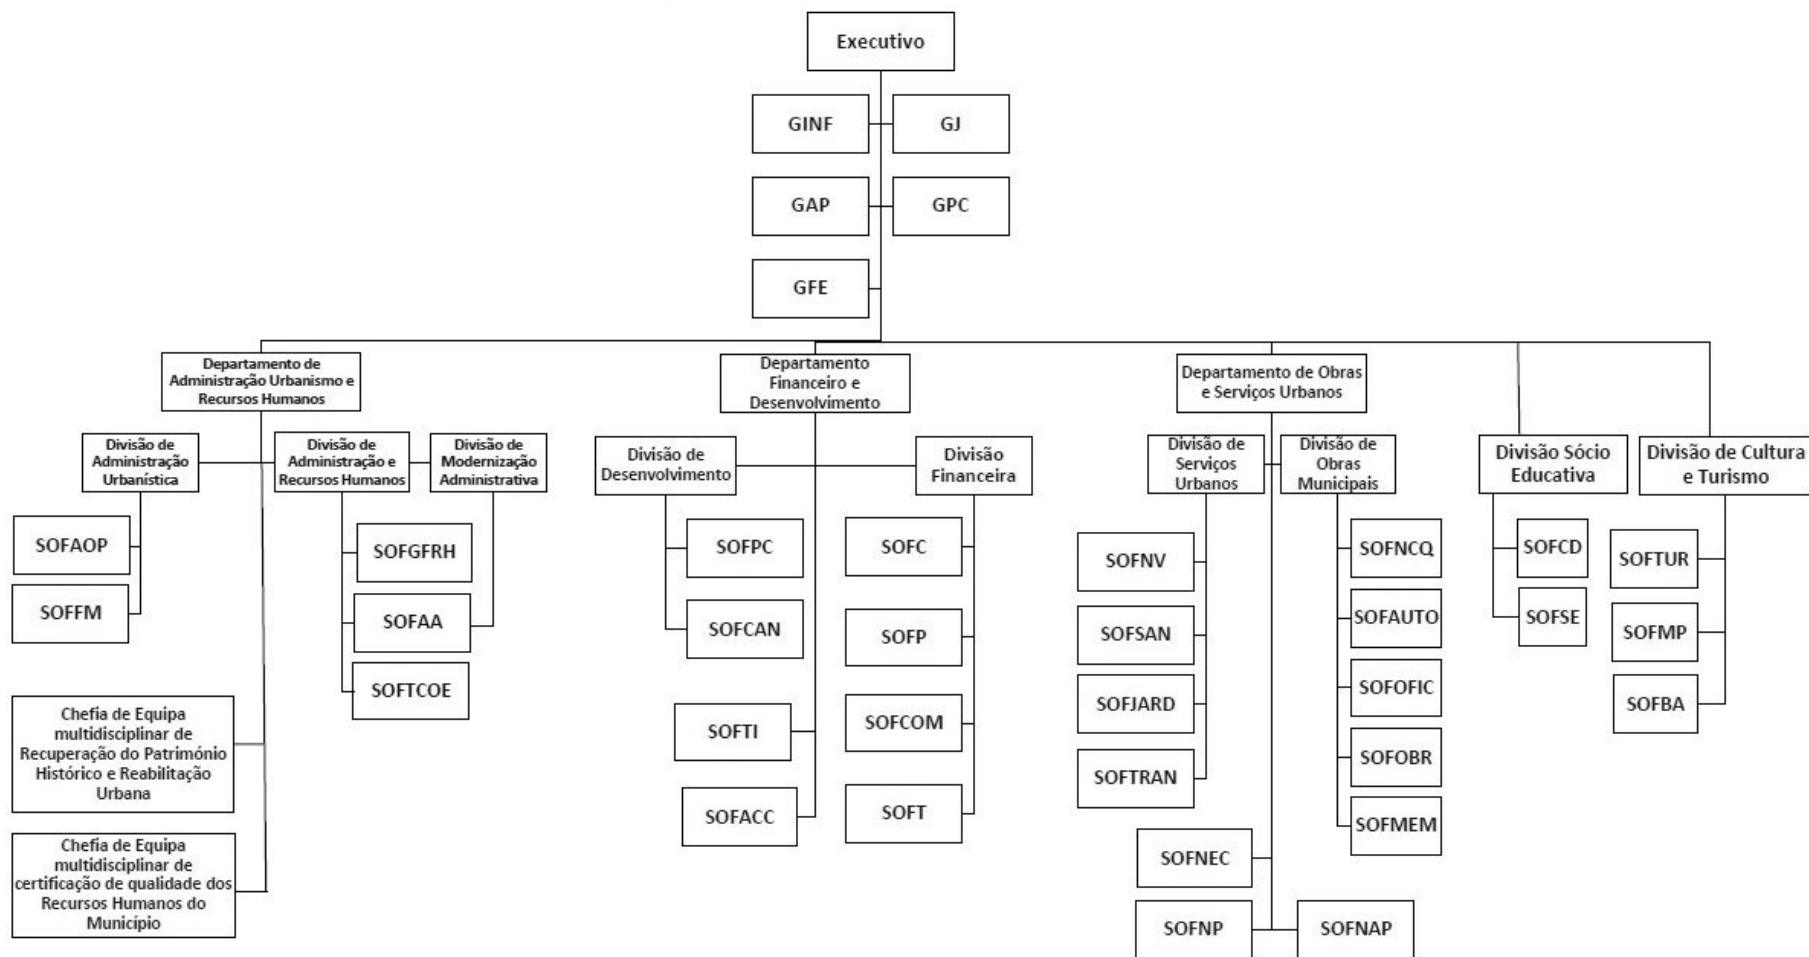 Executivo
GINF
GJ
GAP
GPC
GFE
Departamento de
Administração Urbanismo e
Recursos Humanos
Departamento
Financeiro e
Desenvolvimento
Departamento de Obras
e Serviços Urbanos
Divisão de
Administração
Urbanística
Divisão de
Administração e
Recursos Humanos
Divisão de
Modernização
Administrativa
Divisão de
Desenvolvimento
Divisão
Financeira
Divisão de
Serviços
Urbanos
Divisão de
Obras
Municipais
Divisão Sócio
Educativa
Divisão de Cultura
e Turismo
SOFAOP
SOFFM
SOFGFRH
SOFAA
SOFTCOE
Chefia de Equipa
multidisciplinar de
Recuperação do Património
Histórico e Reabilitação
Urbana
Chefia de Equipa
multidisciplinar de
certificação de qualidade dos
Recursos Humanos do
Município
SOFPC
SOFCAN
SOFTI
SOFACC
SOFC
SOFP
SOFCOM
SOFT
SOFNV
SOFSAN
SOFJARD
SOFTRAN
SOFNCQ
SOFAUTO
SOFOFIC
SOFOBR
SOFMEM
SOFNEC
SOFNP
SOFNAP
SOFCD
SOFSE
SOFTUR
SOFMP
SOFBA